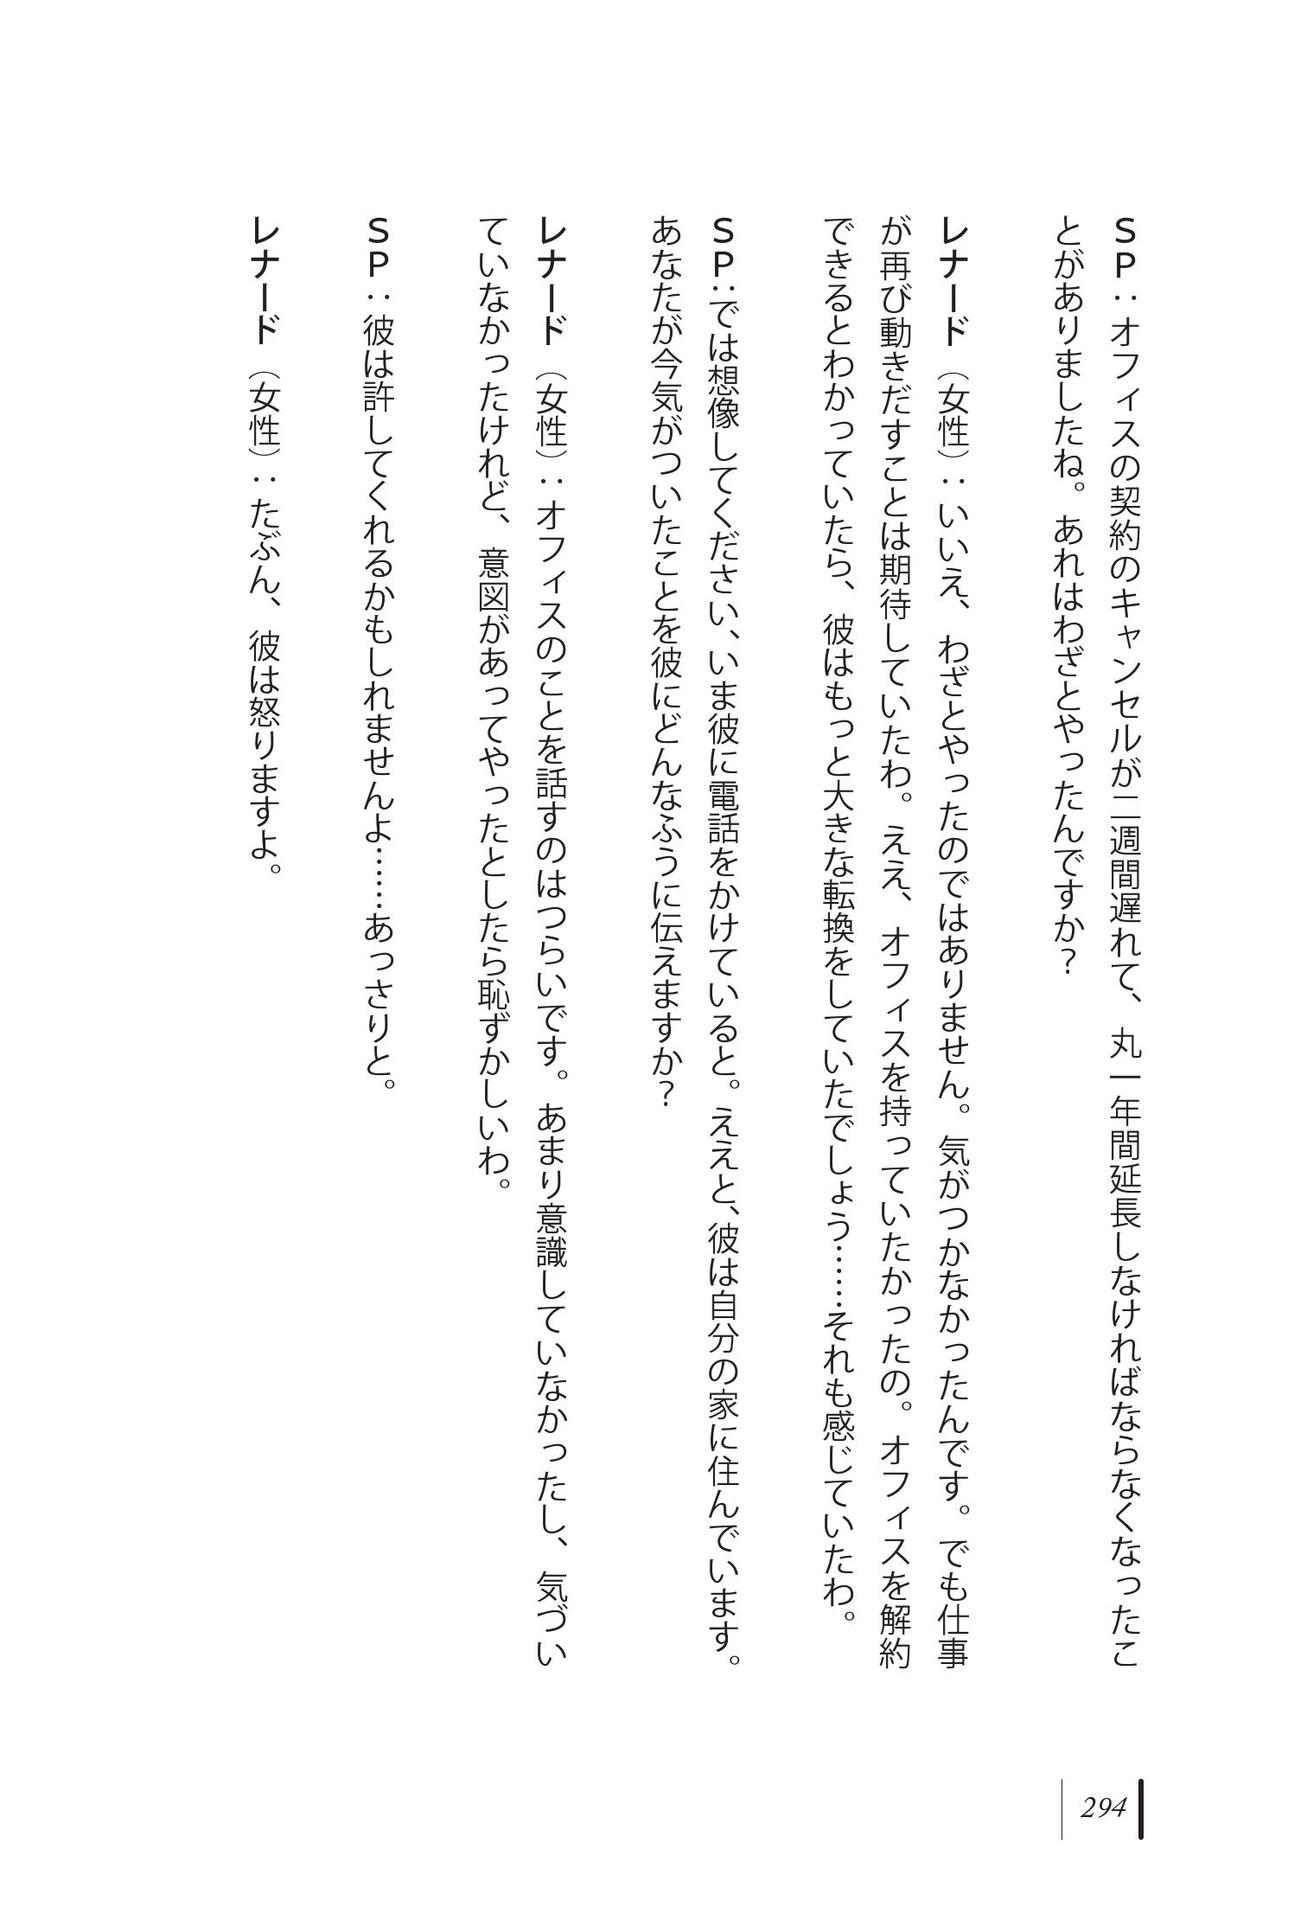 ＳＰ：オフィスの契約のキャンセルが二週間遅れて、丸一年間延長しなければならなくなったこ
とがありましたね。あれはわざとやったんですか？
レナード（女性）：いいえ、わざとやったのではありません。気がつかなかったんです。でも仕事
が再び動きだすことは期待していたわ。ええ、オフィスを持っていたかったの。オフィスを解約
できるとわかっていたら、彼はもっと大きな転換をしていたでしょう……それも感じていたわ。
ＳＰ：では想像してください、いま彼に電話をかけていると。ええと、彼は自分の家に住んでいます。
あなたが今気がついたことを彼にどんなふうに伝えますか？
レナード（女性）：オフィスのことを話すのはつらいです。あまり意識していなかったし、気づい
ていなかったけれど、意図があってやったとしたら恥ずかしいわ。
ＳＰ：彼は許してくれるかもしれませんよ……あっさりと。
レナード（女性）：たぶん、彼は怒りますよ。
294